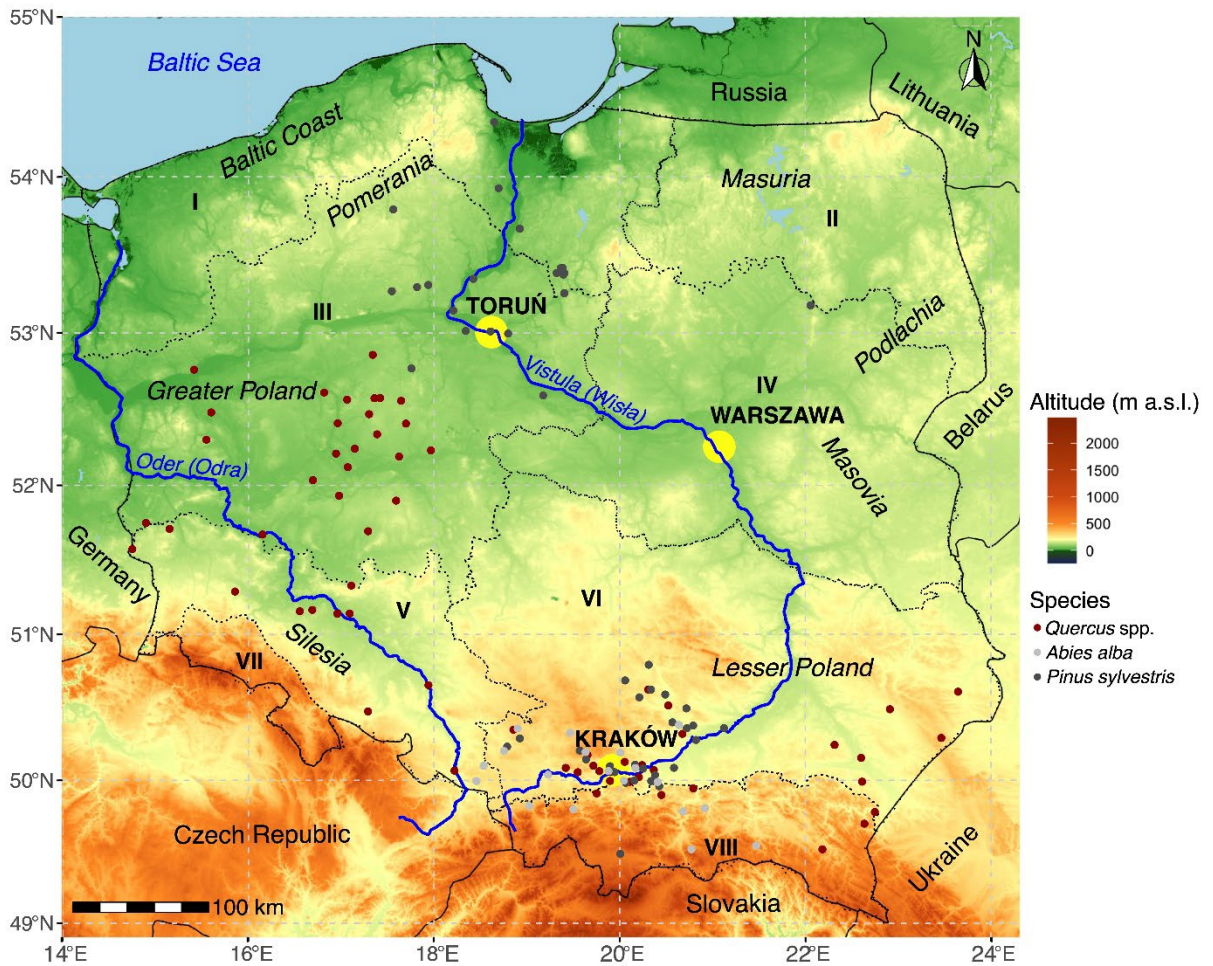 55°N
54°N
53°N
52°N
51°N
50°N
49°N
14°E
16°E
18°E
20°E
22°E
24°E
Baltic Sea
N
Russia
Lithuania
Baltic Coast
I
Pomerania
Masuria
II
III
TORUŃ
Podlachia
Greater Poland
Vistula (Wisła)
IV
WARSZAWA
Belarus
Masovia
Oder (Odra)
Germany
V
VI
Silesia
VII
Lesser Poland
KRAKÓW
Czech Republic
VIII
Ukraine
Slovakia
100 km
Altitude (m a.s.l.)
2000
1500
1000
500
0
Species
Quercus spp.
Abies alba
Pinus sylvestris